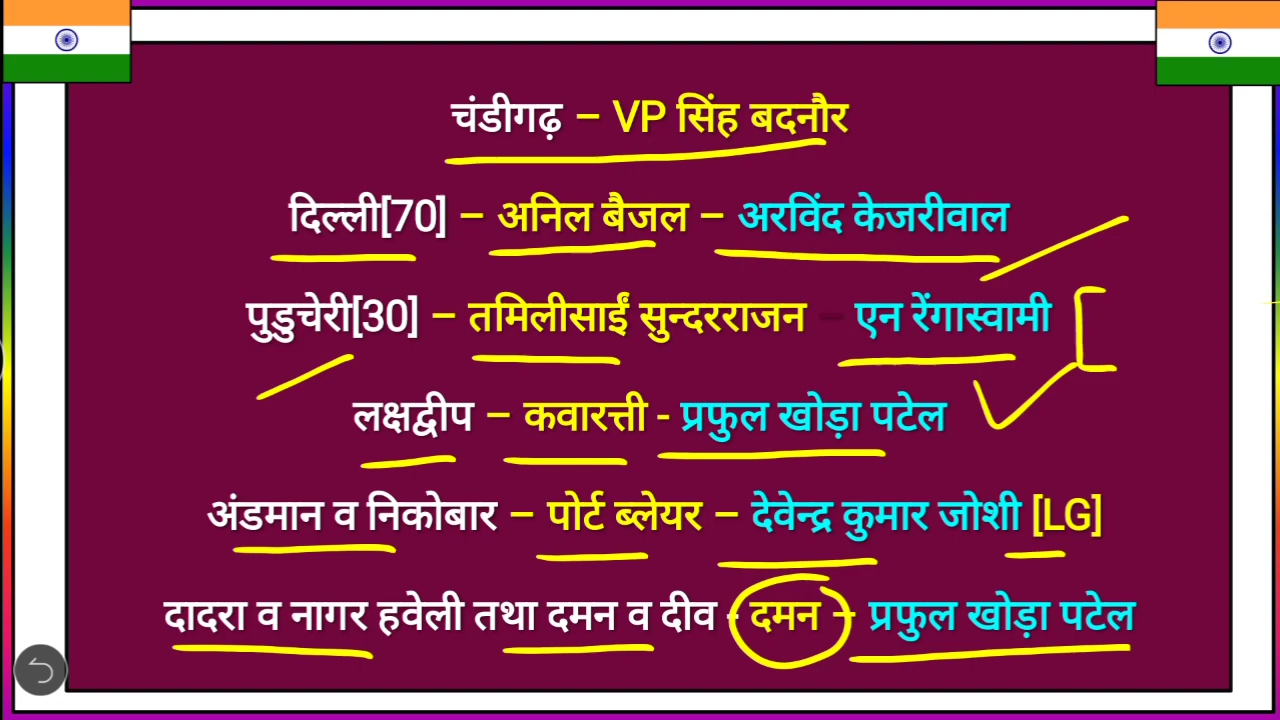 चंडीगढ़ – VP सिंह बदनौर
दिल्ली[70] – अनिल बैजल – अरविंद केजरीवाल
पुडुचेरी[30] – तमिलीसाईं सुन्दरराजन – एन रेंगास्वामी
लक्षद्वीप – कवारत्ती - प्रफुल खोड़ा पटेल
अंडमान व निकोबार – पोर्ट ब्लेयर – देवेन्द्र कुमार जोशी [LG]
दादरा व नागर हवेली तथा दमन व दीव - दमन – प्रफुल खोड़ा पटेल